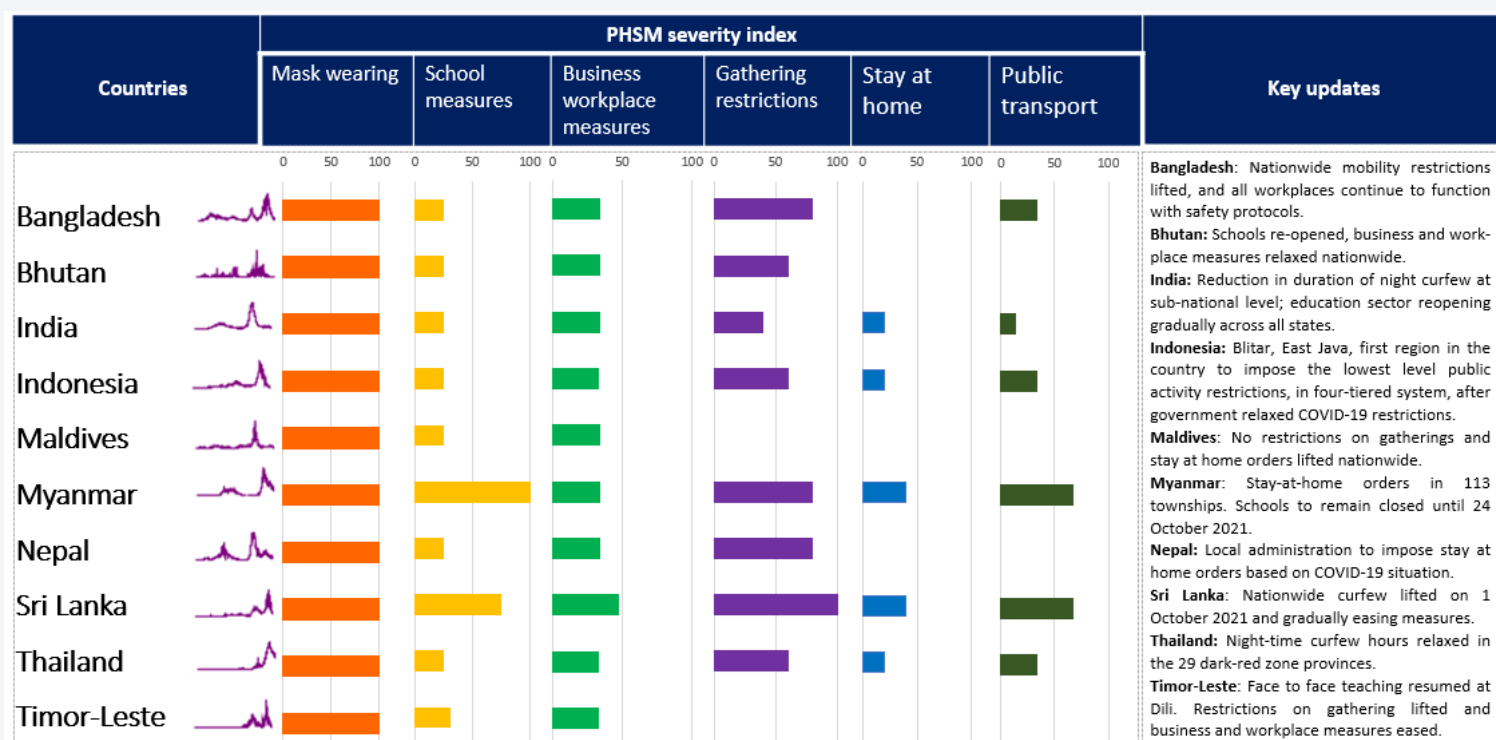 PHSM severity index
Countries
Mask wearing
School
measures
Business
workplace
measures
Gathering
restrictions
Stay at
home
Public
transport
Key updates
0 50 100 0 50 100 0 50 100 0 50 100 0 50 100 0 50 100
Bangladesh
Bhutan
India
Indonesia
Maldives
Myanmar
Nepal
Sri Lanka
Thailand
Timor-Leste
Bangladesh: Nationwide mobility restrictions
lifted, and all workplaces continue to function
with safety protocols.
Bhutan: Schools re-opened, business and work-
place measures relaxed nationwide.
India: Reduction in duration of night curfew at
sub-national level; education sector reopening
gradually across all states.
Indonesia: Blitar, East Java, first region in the
country to impose the lowest level public
activity restrictions, in four-tiered system, after
government relaxed COVID-19 restrictions.
Maldives: No restrictions on gatherings and
stay at home orders lifted nationwide.
Myanmar: Stay-at-home orders in 113
townships. Schools to remain closed until 24
October 2021.
Nepal: Local administration to impose stay at
home orders based on COVID-19 situation.
Sri Lanka: Nationwide curfew lifted on 1
October 2021 and gradually easing measures.
Thailand: Night-time curfew hours relaxed in
the 29 dark-red zone provinces.
Timor-Leste: Face to face teaching resumed at
Dili. Restrictions on gathering lifted and
business and workplace measures eased.